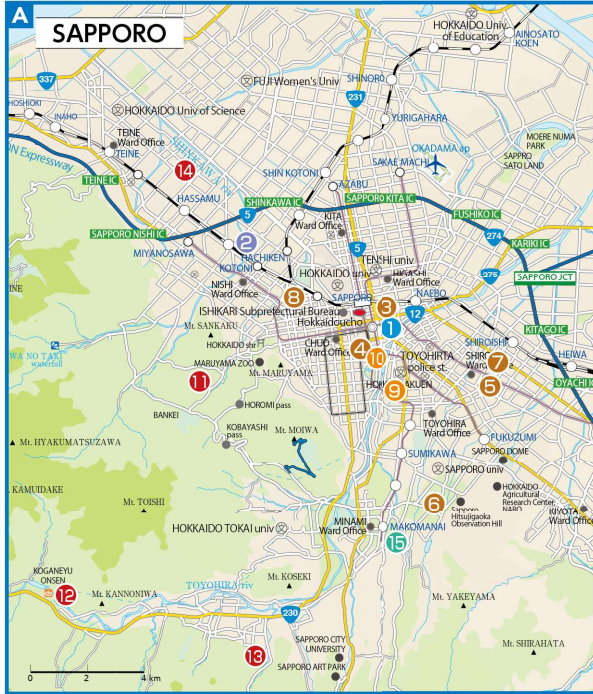 A
SAPPORO
HOKKAIDO Univ
of Education
AINOSATO
KOEN
337
FUJI Women's Univ
SHINORO
231
HOSHIOKI
INAHO
HOKKAIDO Univ of Science
YURIGAHARA
TEINE
Ward Office
TEINE
MOERE NUMA
PARK
OKADAMA ap
SAPPRO
SATO LAND
SAKAE MACHI
Expressway
14
SHIN KOTONI
AZABU
TEINE IC
HASSAMU
SHINKAWA IC
SAPPORO KITA IC
5
FUSHIKO IC
KITA
Ward Office
SAPPORO NISHI IC
274
KARIKI IC
MIYANOSAWA
2
HACHIKEN
KOTONI
5
TENSHI univ
HOKKAIDO univ
HIGASHI
Ward Office
275
SAPPORO JCT
NISHI
Ward Office
8
SAPPORO
3
NAEBO
ISHIKARI Subprefectural Bureau
Hokkaidoucho
12
1
KITAGO IC
Mt. SANKAKU
CHUO
Ward Office
SHIROISHI
HOKKAIDO shr
4
10
TOYOHIRTA
police st.
HEIWA
waterfall
MARUYAMA ZOO
Mt. MARUYAMA
7
11
5
OYACHI IC
9
HOROMI pass
BANKEI
TOYOHIRA
Ward Office
KOBAYASHI
pass
Mt. MOIWA
Mt. HYAKUMATSUZAWA
FUKUZUMI
SUMIKAWA
SAPPORO DOME
SAPPORO univ
KAMUIDAKE
HOKKAIDO
Agricultural
Research Center,
NARO
Mt. TOISHI
6
Sapporo
Hitsujigaoka
Observation Hill
KIYOTA
Ward Office
HOKKAIDO TOKAI univ
MINAMI
Ward Office
MAKOMANAI
15
KOGANEYU
ONSEN
12
Mt. KANNONIWA
TOYOHIRA riv
Mt. KOSEKI
Mt. YAKEYAMA
230
SAPPORO CITY
UNIVERSITY
Mt. SHIRAHATA
13
SAPPORO ART PARK
0 2 4 km